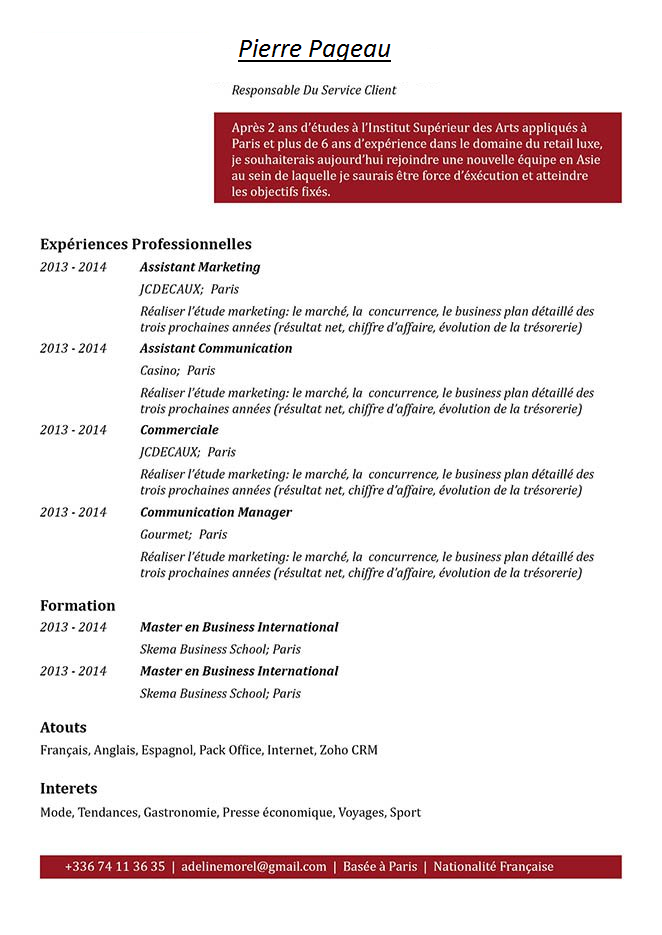 Pierre Pageau
Responsable Du Service Client
Après 2 ans d’études à l’Institut Supérieur des Arts appliqués à
Paris et plus de 6 ans d’expérience dans le domaine du retail luxe,
je souhaiterais aujourd’hui rejoindre une nouvelle équipe en Asie
au sein de laquelle je saurais être force d’éxécution et atteindre
les objectifs fixés.
Expériences Professionnelles
2013 - 2014 Assistant Marketing
JCDECAUX; Paris
Réaliser l’étude marketing: le marché, la concurrence, le business plan détaillé des
trois prochaines années (résultat net, chiffre d’affaire, évolution de la trésorerie)
2013 - 2014 Assistant Communication
Casino; Paris
Réaliser l’étude marketing: le marché, la concurrence, le business plan détaillé des
trois prochaines années (résultat net, chiffre d’affaire, évolution de la trésorerie)
2013 - 2014 Commerciale
JCDECAUX; Paris
Réaliser l’étude marketing: le marché, la concurrence, le business plan détaillé des
trois prochaines années (résultat net, chiffre d’affaire, évolution de la trésorerie)
2013 - 2014 Communication Manager
Gourmet; Paris
Réaliser l’étude marketing: le marché, la concurrence, le business plan détaillé des
trois prochaines années (résultat net, chiffre d’affaire, évolution de la trésorerie)
Formation
2013 - 2014 Master en Business International
Skema Business School; Paris
2013 - 2014 Master en Business International
Skema Business School; Paris
Atouts
Français, Anglais, Espagnol, Pack Office, Internet, Zoho CRM
Interets
Mode, Tendances, Gastronomie, Presse économique, Voyages, Sport
+336 74 11 36 35 | adelinemorel@gmail.com | Basée à Paris | Nationalité Française